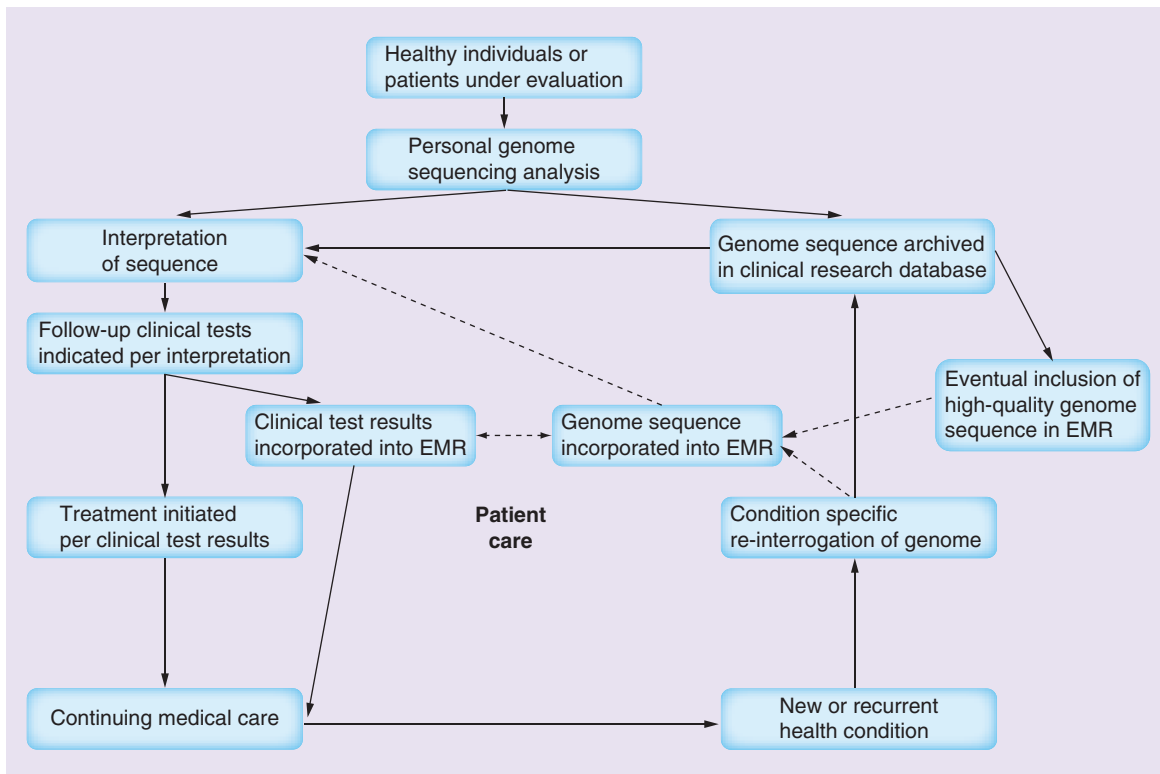 Healthy individuals or
patients under evaluation
Personal genome
sequencing analysis
Interpretation
of sequence
Genome sequence archived
in clinical research database
Follow-up clinical tests
indicated per interpretation
Eventual inclusion of
high-quality genome
sequence in EMR
Clinical test results
incorporated into EMR
Genome sequence
incorporated into EMR
Treatment initiated
per clinical test results
Patient
care
Condition specific
re-interrogation of genome
Continuing medical care
New or recurrent
health condition